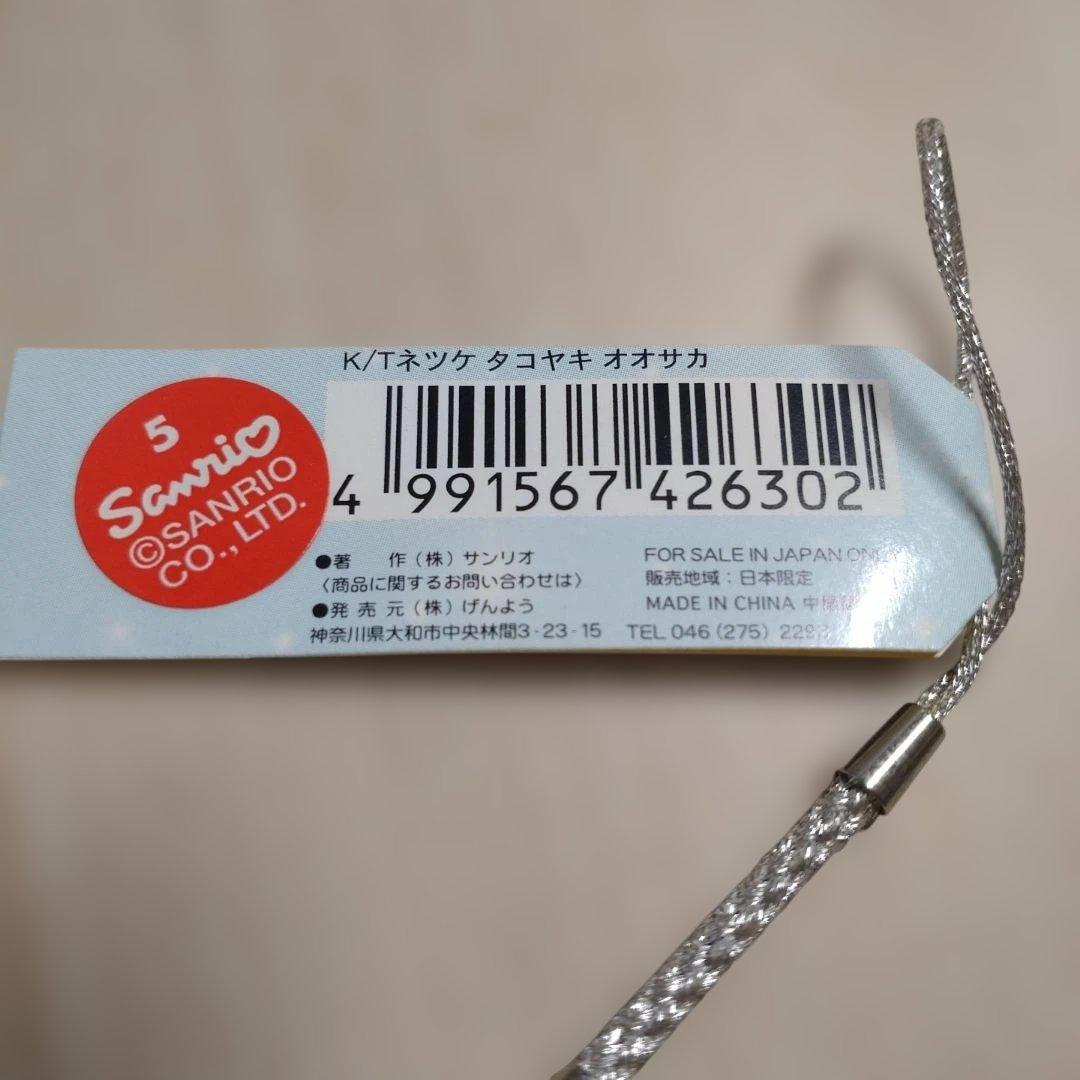 K/Tネツケ タコヤキ オオサカ
5
Sanrio
©SANRIO
CO., LTD.
4 991567 426302
●著 作(株)サンリオ
〈商品に関するお問い合わせは〉
●発売元(株)げんよう
神奈川県大和市中央林間3-23-15
FOR SALE IN JAPAN ONLY
販売地域:日本限定
MADE IN CHINA 中
TEL 046 (275)